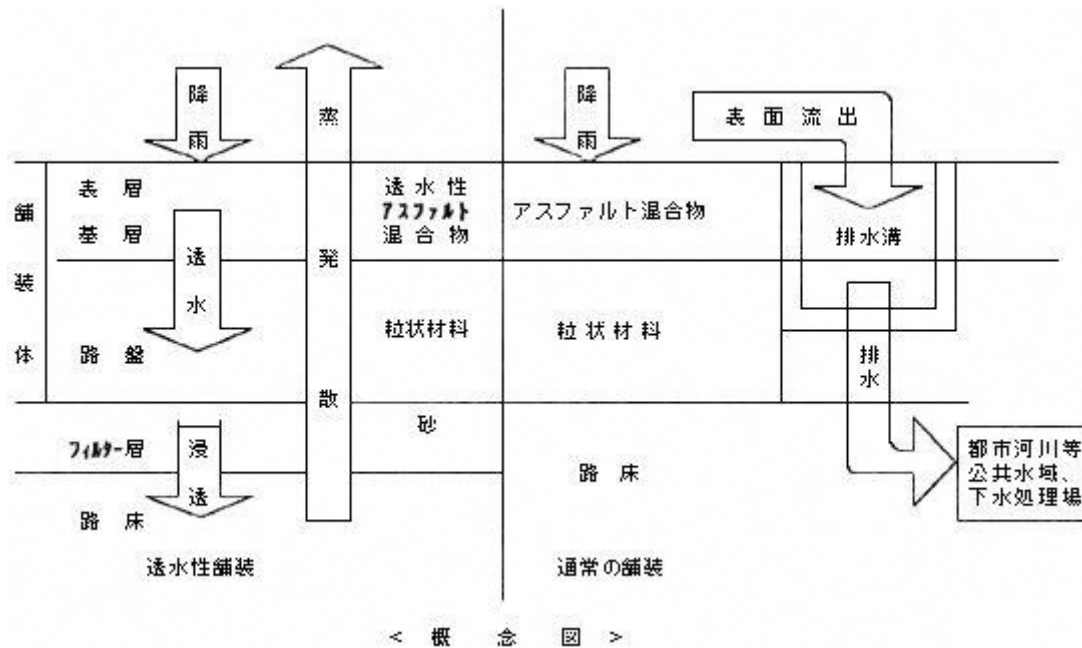 降雨
蒸発散
降雨
表面流出
舗装体
表層
基層
路盤
透水
透水性
アスファルト
混合物
アスファルト混合物
排水溝
粒状材料
粒状材料
排水
フィルター層
浸透
砂
路床
路床
都市河川等
公共水域、
下水処理場
透水性舗装
通常の舗装
< 概 念 図 >